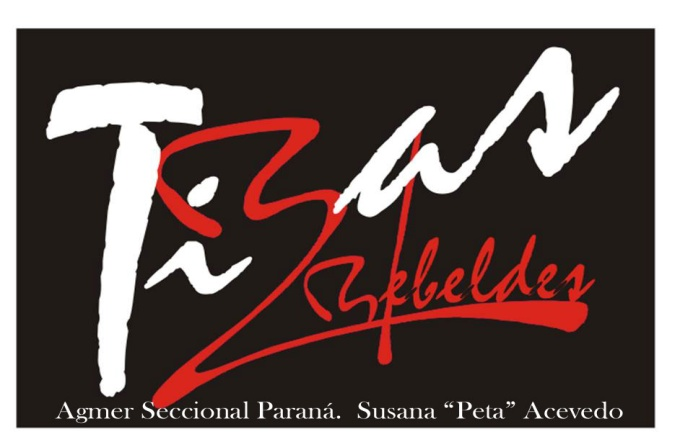 Tizas
Rebeldes
Agmer Seccional Paraná. Susana “Peta” Acevedo